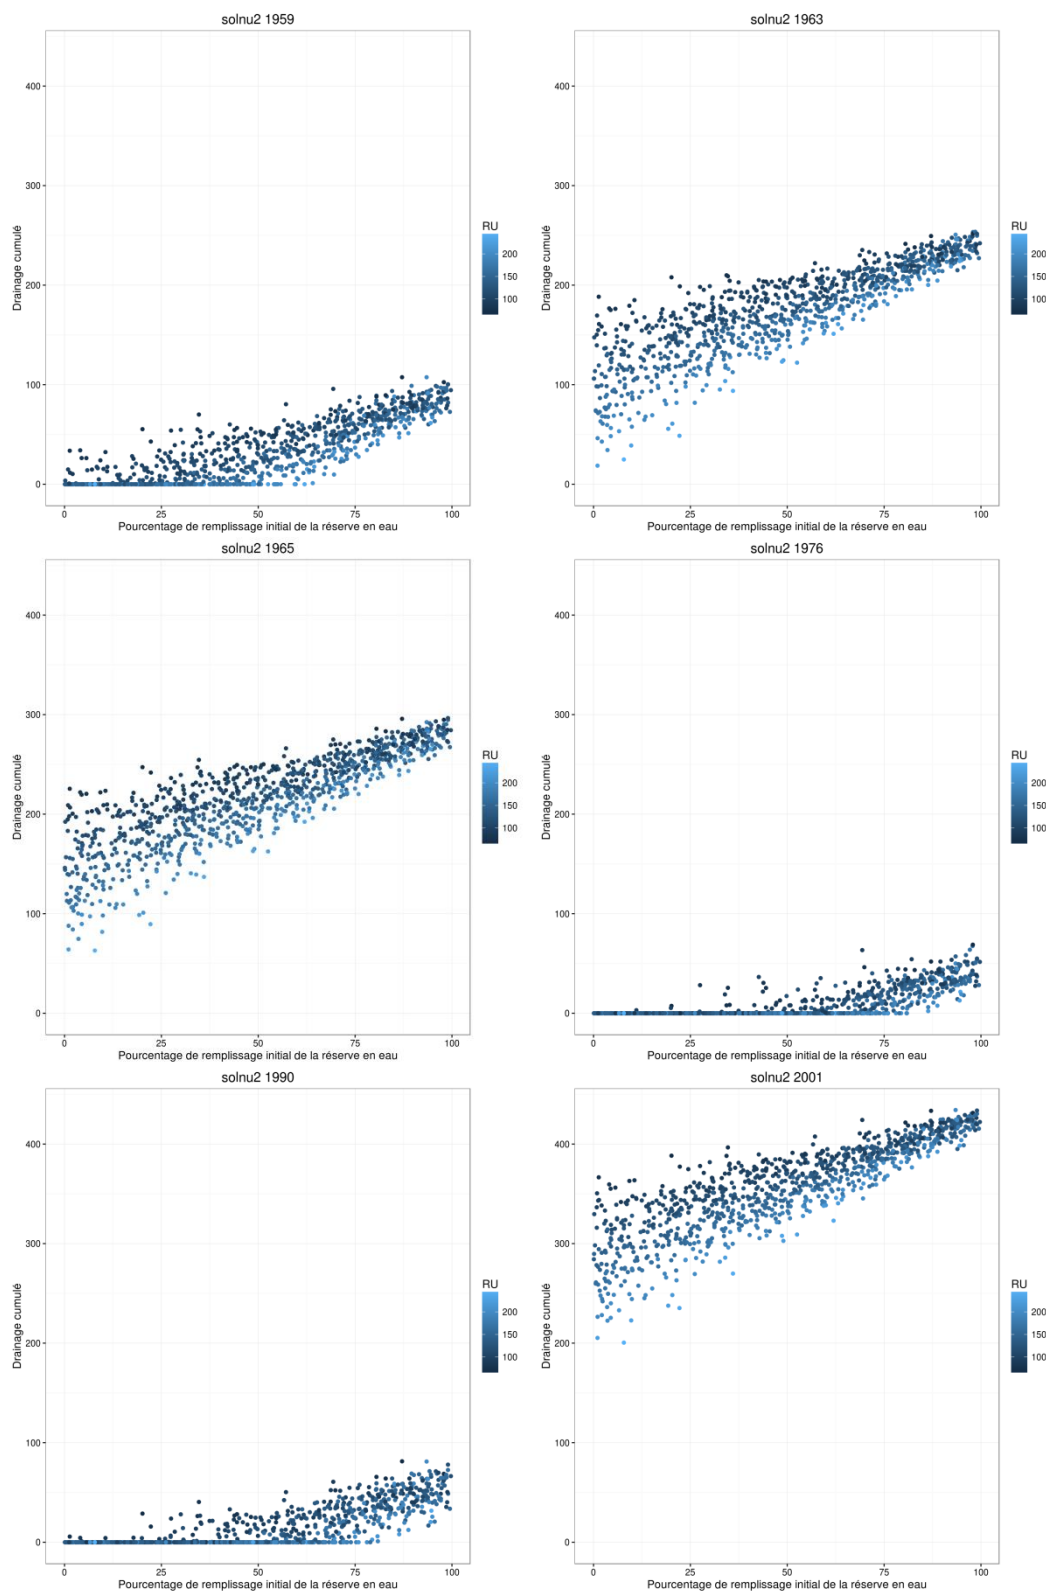 solnu2 1959
400
300
200
100
0
Drainage cumulé
0 25 50 75 100
Pourcentage de remplissage initial de la réserve en eau
RU
200
150
100
solnu2 1963
400
300
200
100
0
Drainage cumulé
0 25 50 75 100
Pourcentage de remplissage initial de la réserve en eau
RU
200
150
100
solnu2 1965
400
300
200
100
0
Drainage cumulé
0 25 50 75 100
Pourcentage de remplissage initial de la réserve en eau
RU
200
150
100
solnu2 1976
400
300
200
100
0
Drainage cumulé
0 25 50 75 100
Pourcentage de remplissage initial de la réserve en eau
RU
200
150
100
solnu2 1990
400
300
200
100
0
Drainage cumulé
0 25 50 75 100
Pourcentage de remplissage initial de la réserve en eau
RU
200
150
100
solnu2 2001
400
300
200
100
0
Drainage cumulé
0 25 50 75 100
Pourcentage de remplissage initial de la réserve en eau
RU
200
150
100